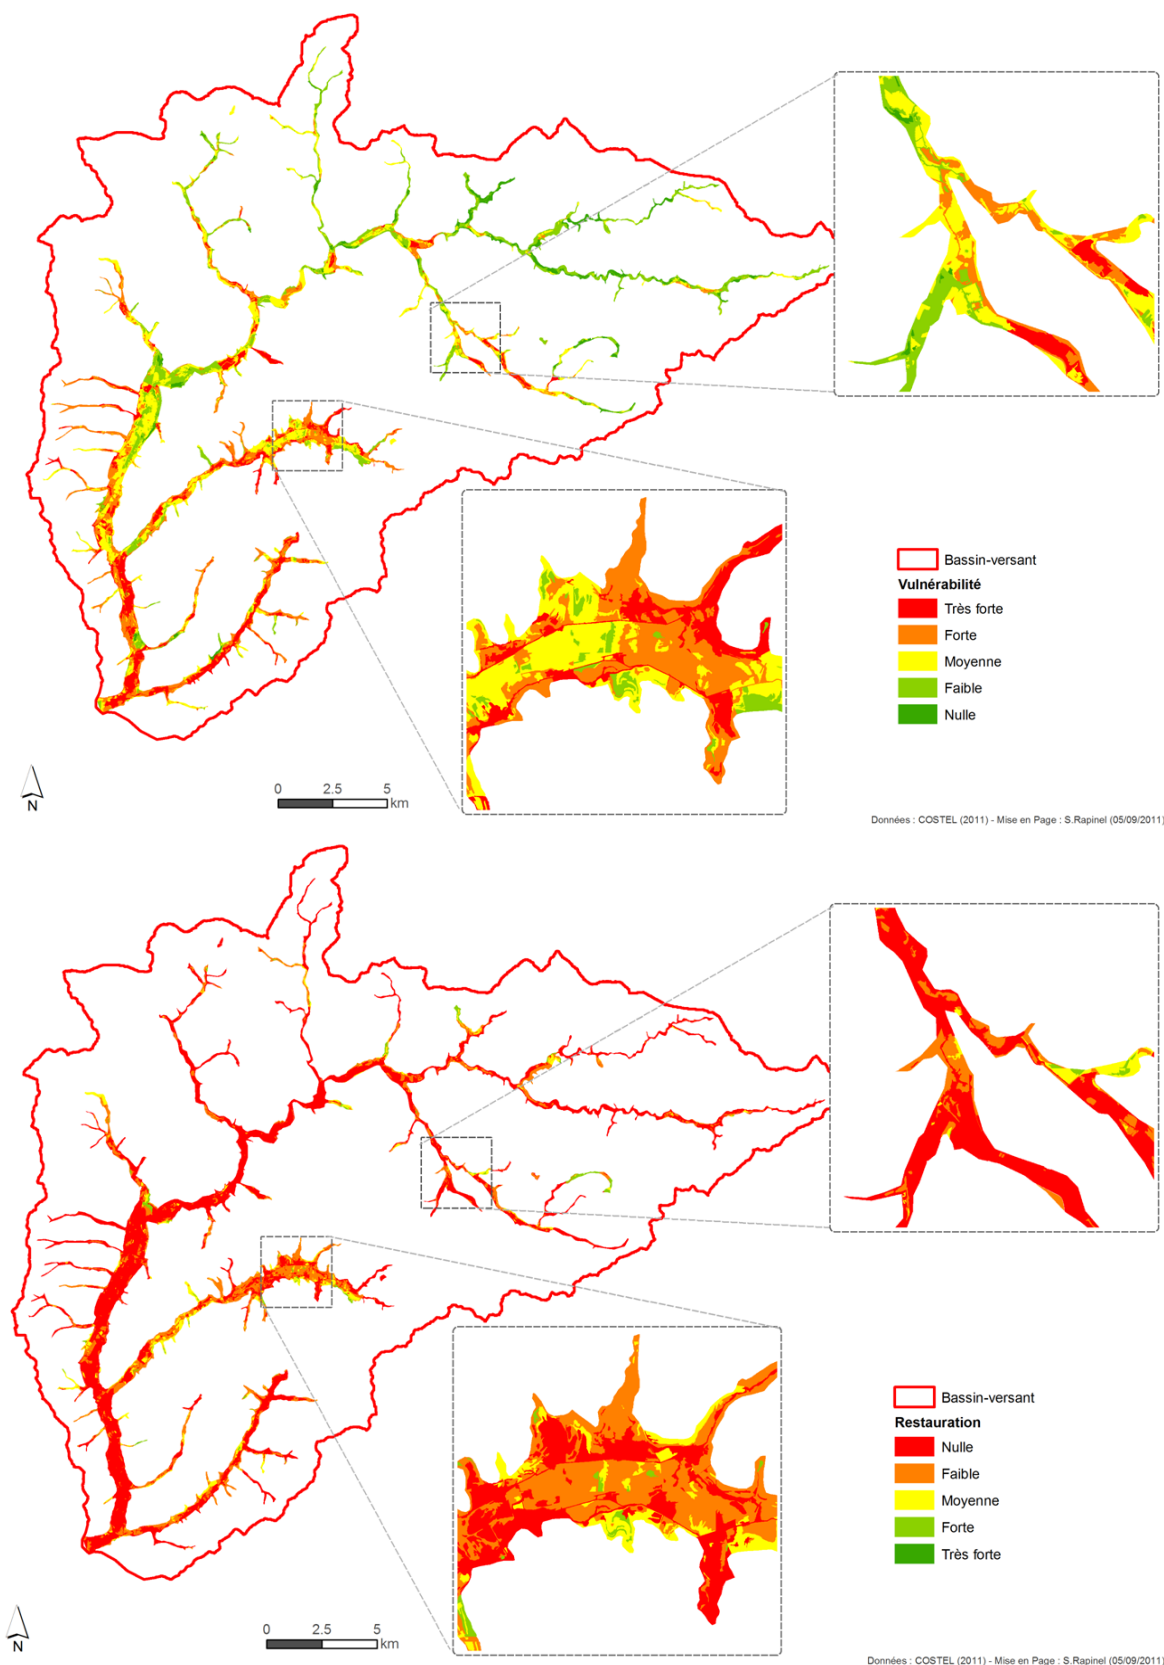 Bassin-versant
Vulnérabilité
Très forte
Forte
Moyenne
Faible
Nulle
N
0 2.5 5
km
Données : COSTEL (2011) - Mise en Page : S.Rapinel (05/09/2011)
Bassin-versant
Restauration
Nulle
Faible
Moyenne
Forte
Très forte
N
0 2.5 5
km
Données : COSTEL (2011) - Mise en Page : S.Rapinel (05/09/2011)